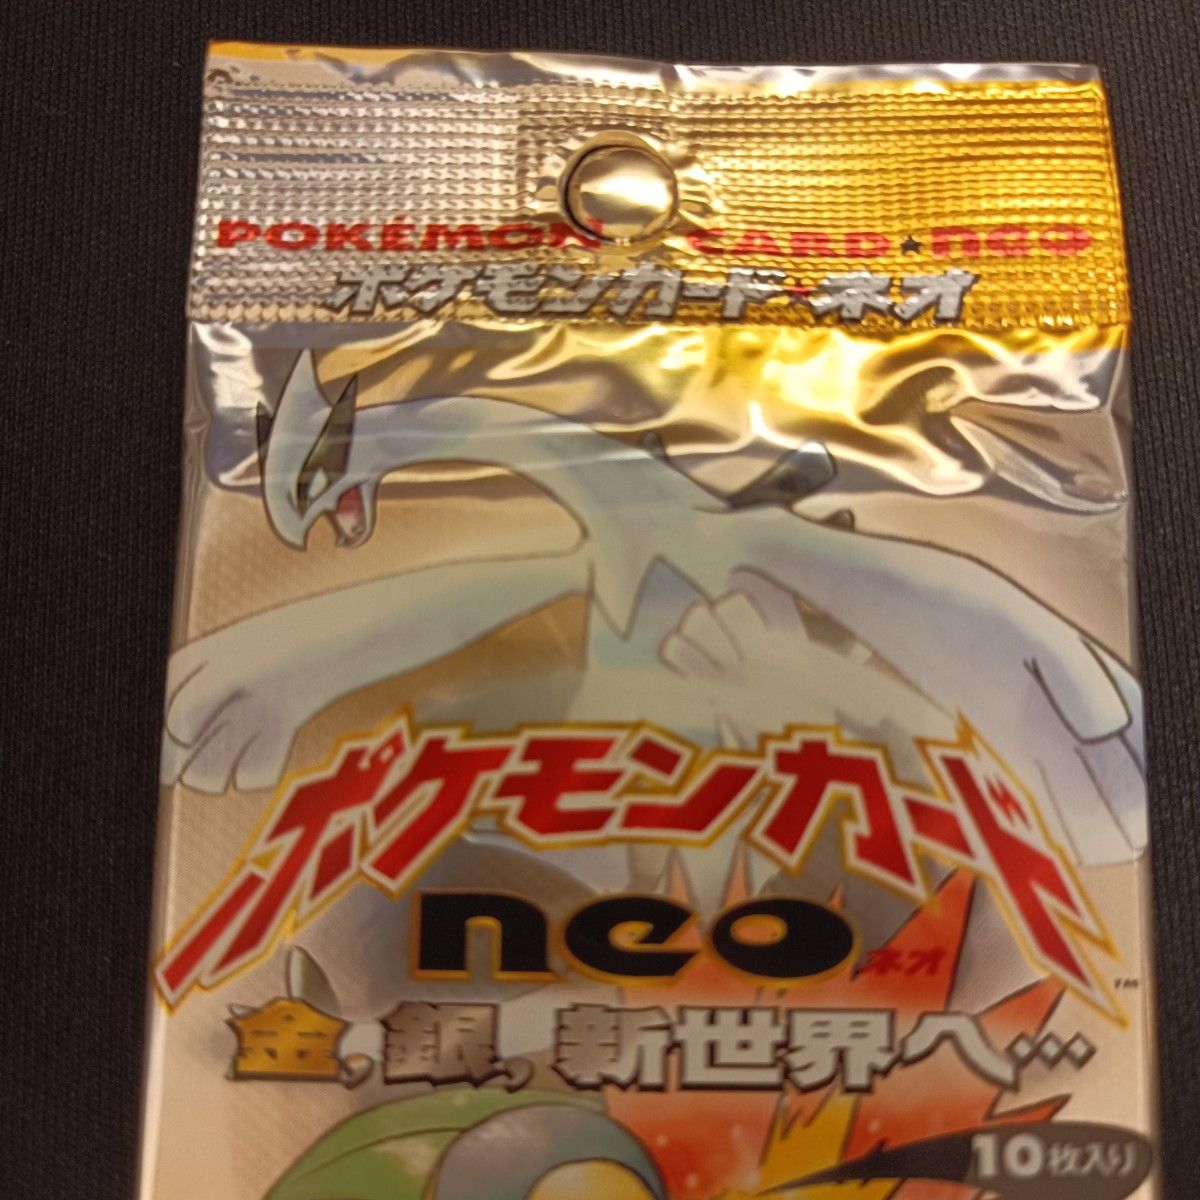 POKÉMON CARD★neo
ポケモンカード★ネオ
ポケモンカード
neo ネオ ™
金、銀、新世界へ…
10枚入り